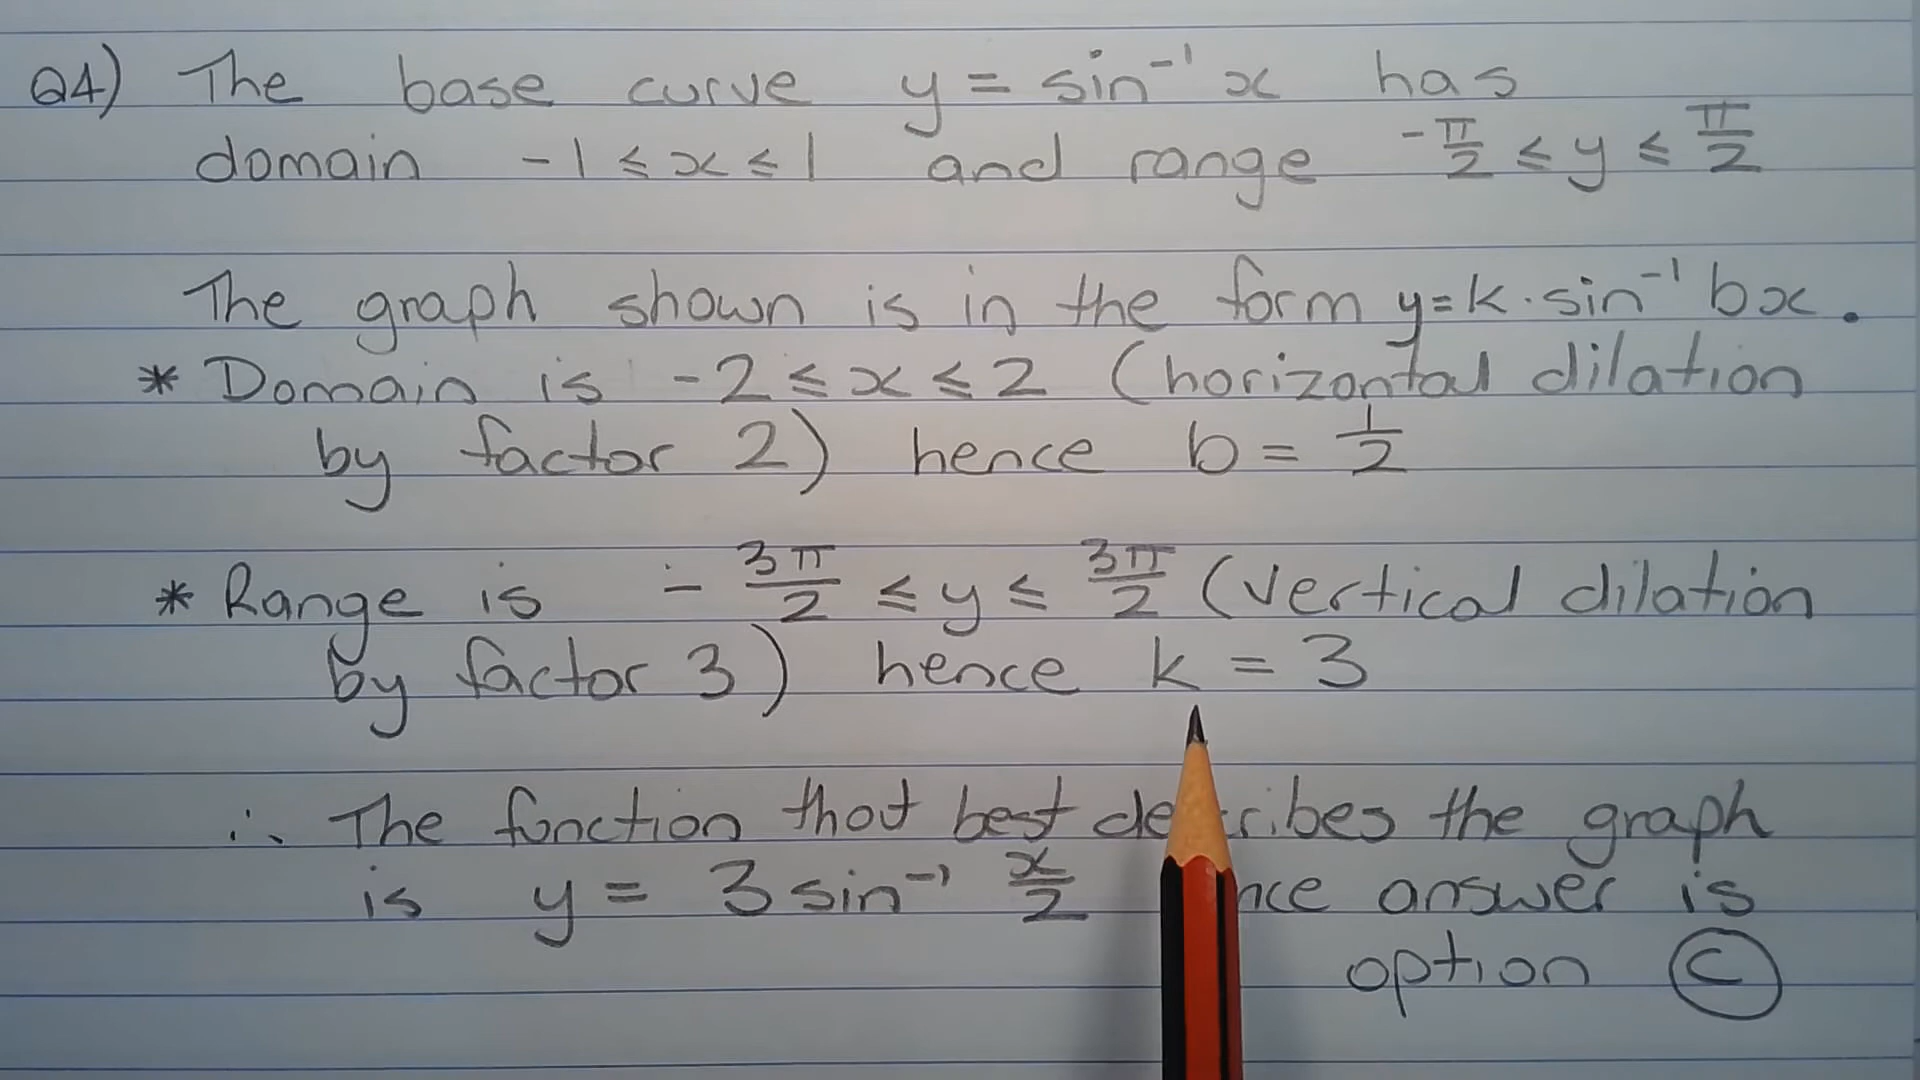 Q4) The base curve y = sin⁻¹ x has
domain -1 ≤ x ≤ 1 and range -π/2 ≤ y ≤ π/2
The graph shown is in the form y=k·sin⁻¹ bx.
* Domain is -2 ≤ x ≤ 2 (horizontal dilation
by factor 2) hence b = 1/2
* Range is -3π/2 ≤ y ≤ 3π/2 (vertical dilation
by factor 3) hence k = 3
∴ The function that best describes the graph
is y = 3 sin⁻¹ x/2 answer is
option C